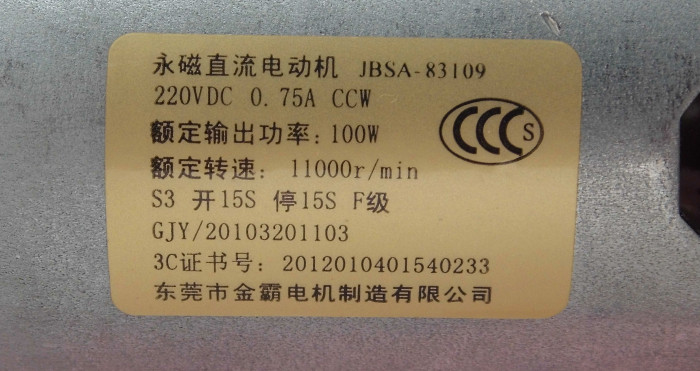 永磁直流电动机 JBSA-83109
220VDC 0.75A CCW
额定输出功率: 100W
CCC S
额定转速: 11000r/min
S3 开15S 停15S F级
GJY/20103201103
3C证书号: 2012010401540233
东莞市金霸电机制造有限公司